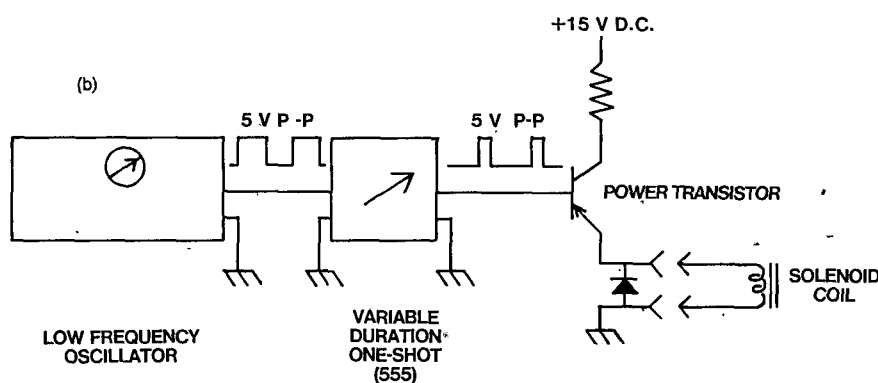 +15 V D.C.
(b)
5 V P-P
5 V P-P
POWER TRANSISTOR
SOLENOID
COIL
LOW FREQUENCY
OSCILLATOR
VARIABLE
DURATION
ONE-SHOT
(555)